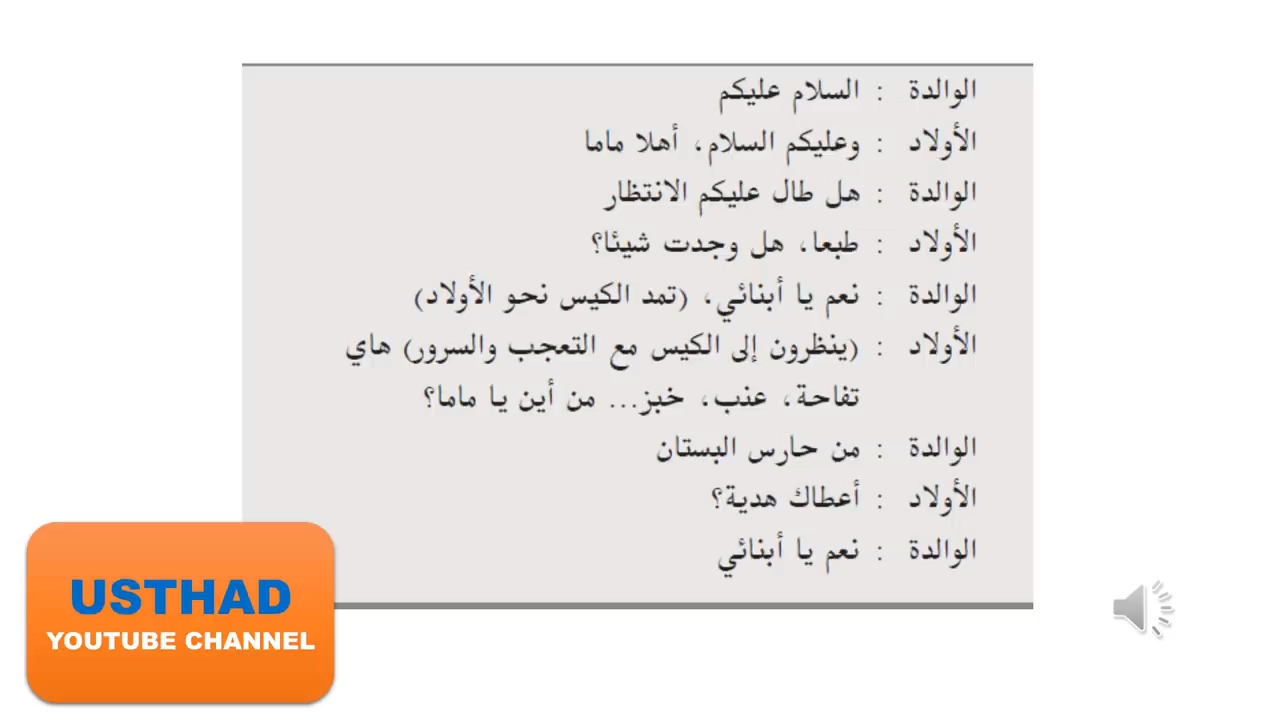 الوالدة : السلام عليكم
الأولاد : وعليكم السلام، أهلا ماما
الوالدة : هل طال عليكم الانتظار
الأولاد : طبعا، هل وجدت شيئا؟
الوالدة : نعم يا أبنائي، (تمد الكيس نحو الأولاد)
الأولاد : (ينظرون إلى الكيس مع التعجب والسرور) هاي
تفاحة، عنب، خبز... من أين يا ماما؟
الوالدة : من حارس البستان
الأولاد : أعطاك هدية؟
الوالدة : نعم يا أبنائي
USTHAD
YOUTUBE CHANNEL